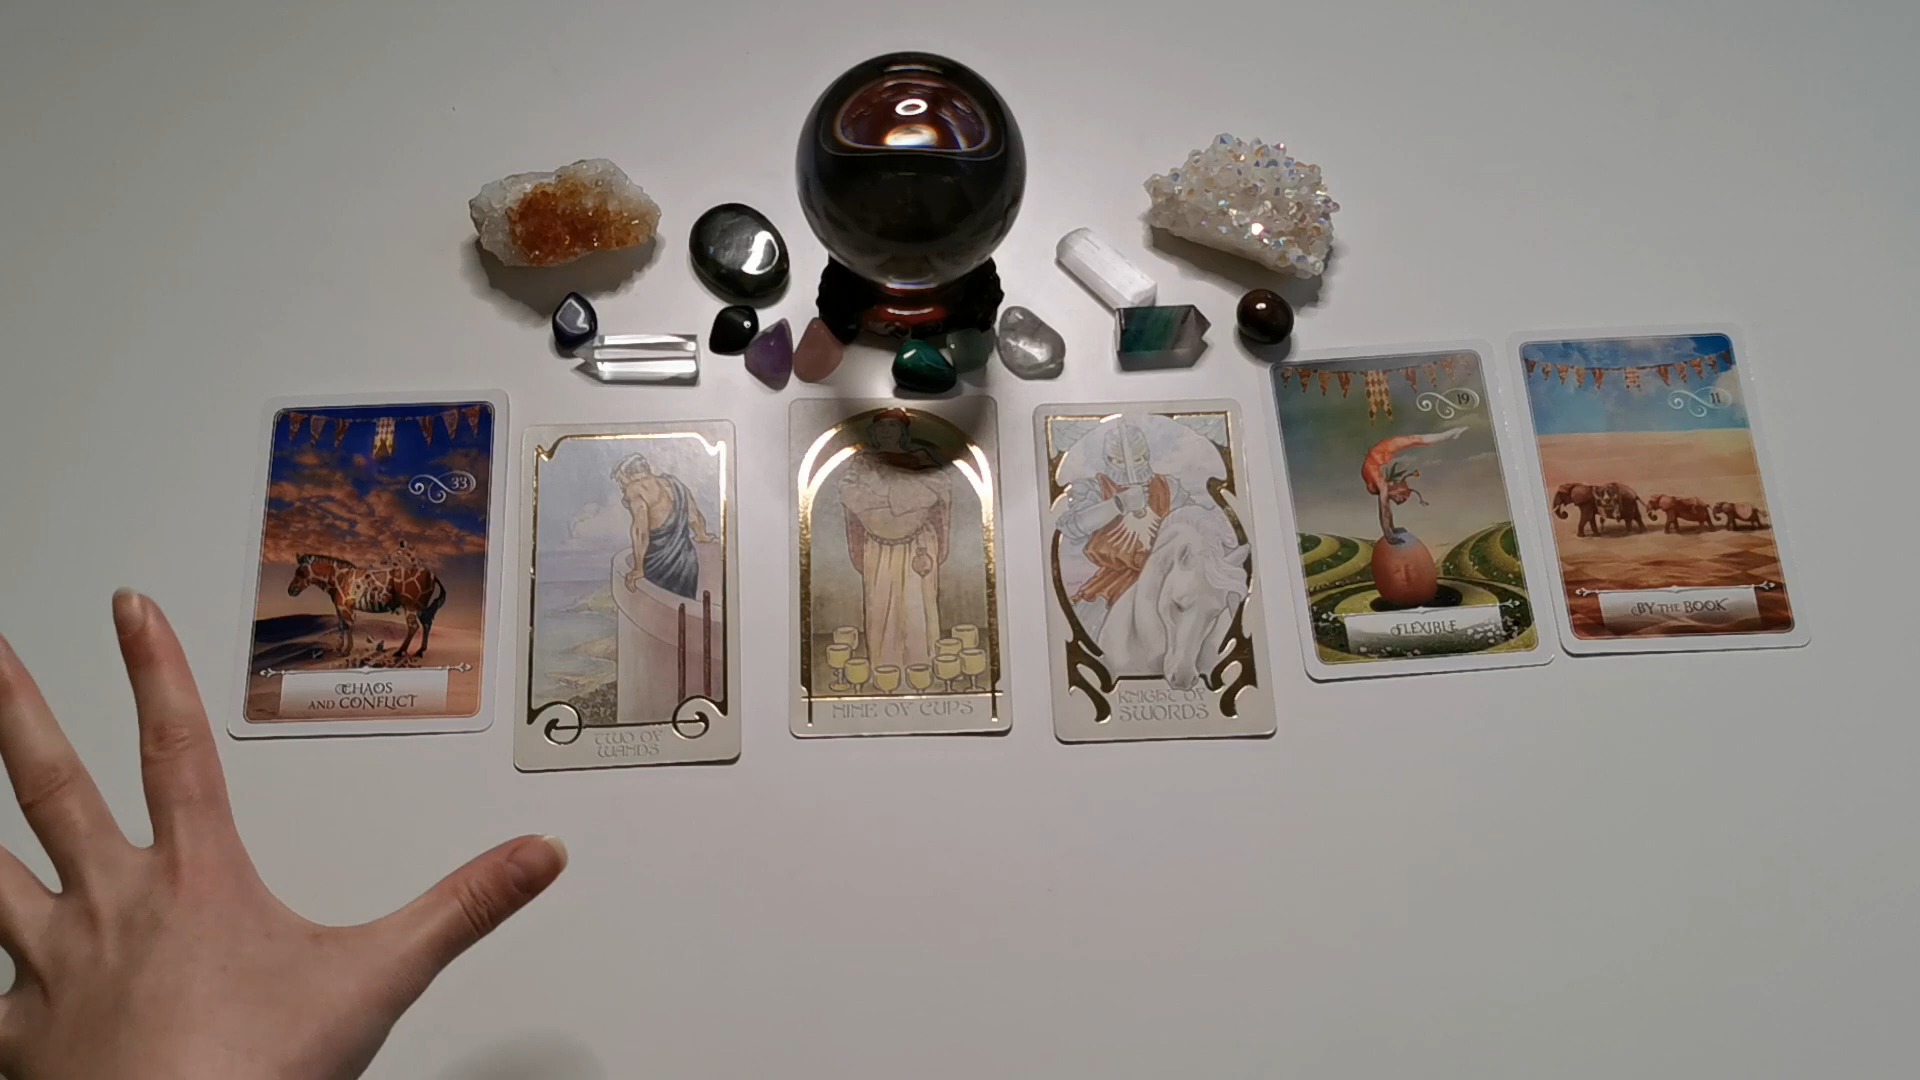 33
CHAOS
AND CONFLICT
TWO OF
WANDS
NINE OF CUPS
KNIGHT OF
SWORDS
19
FLEXIBLE
11
BY THE BOOK